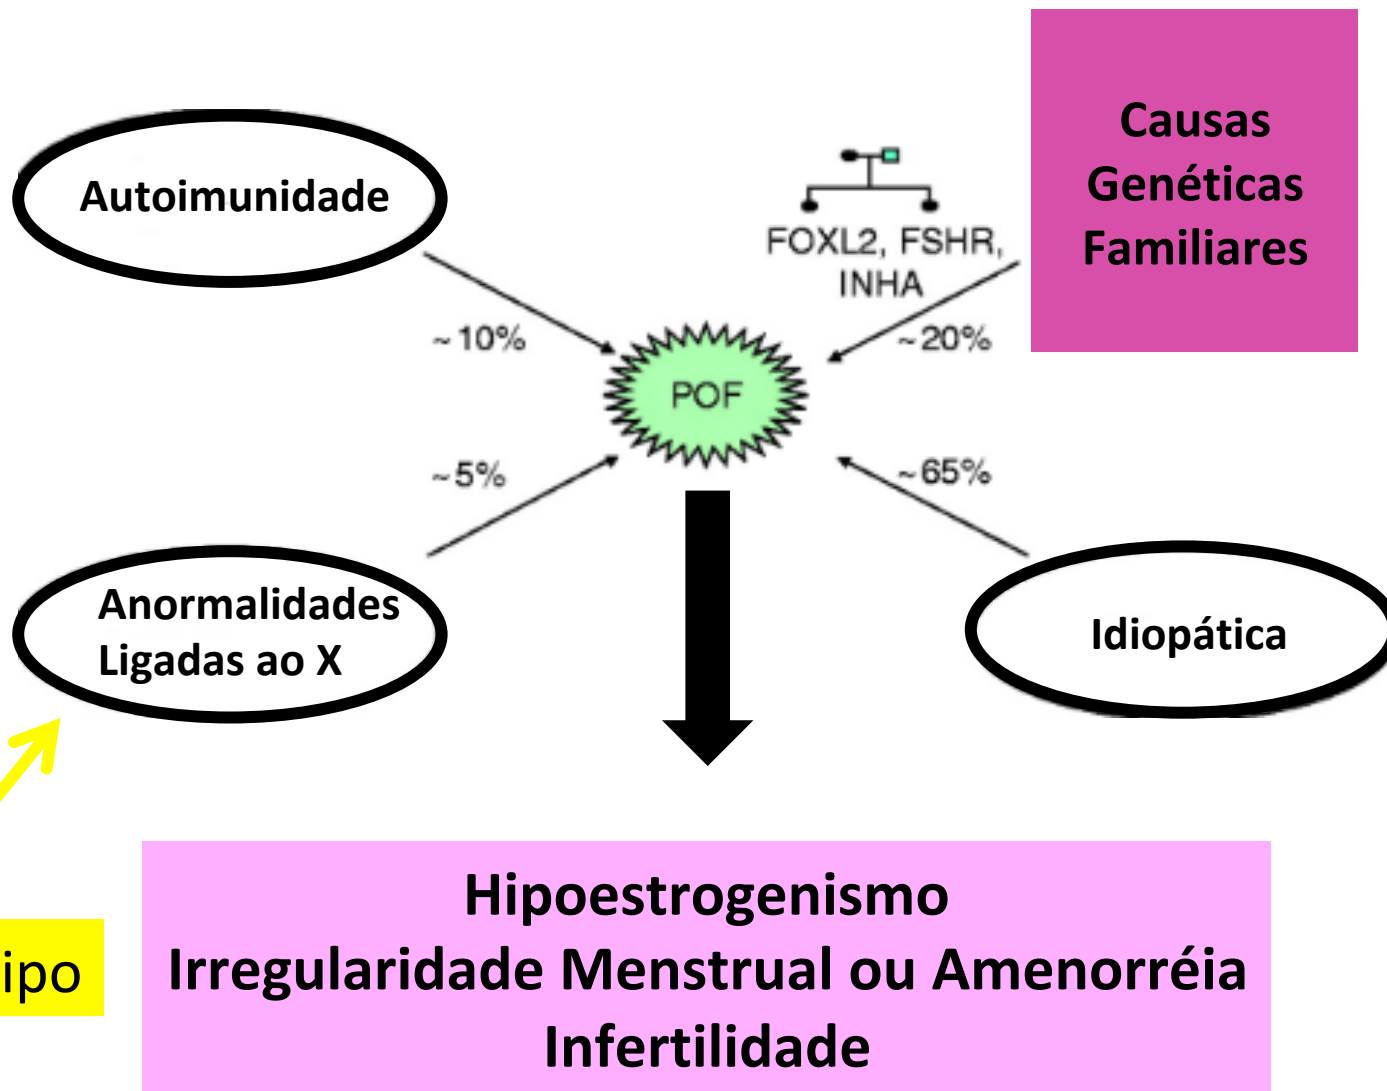 Causas
Genéticas
Familiares
Autoimunidade
FOXL2, FSHR,
INHA
~10%
~20%
POF
~5%
~65%
Anormalidades
Ligadas ao X
Idiopática
Hipoestrogenismo
ipo
Irregularidade Menstrual ou Amenorréia
Infertilidade